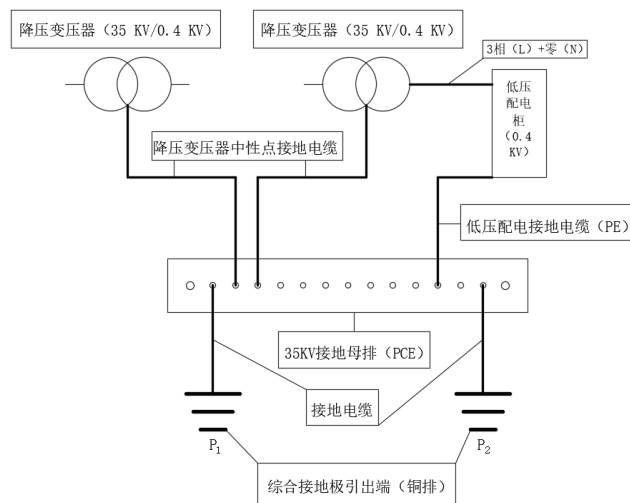 降压变压器（35 KV/0.4 KV）
降压变压器（35 KV/0.4 KV）
3相（L）+零（N）
低压
配电
柜
（0.4
KV）
降压变压器中性点接地电缆
低压配电接地电缆（PE）
35KV接地母排（PCE）
接地电缆
P₁
P₂
综合接地极引出端（铜排）